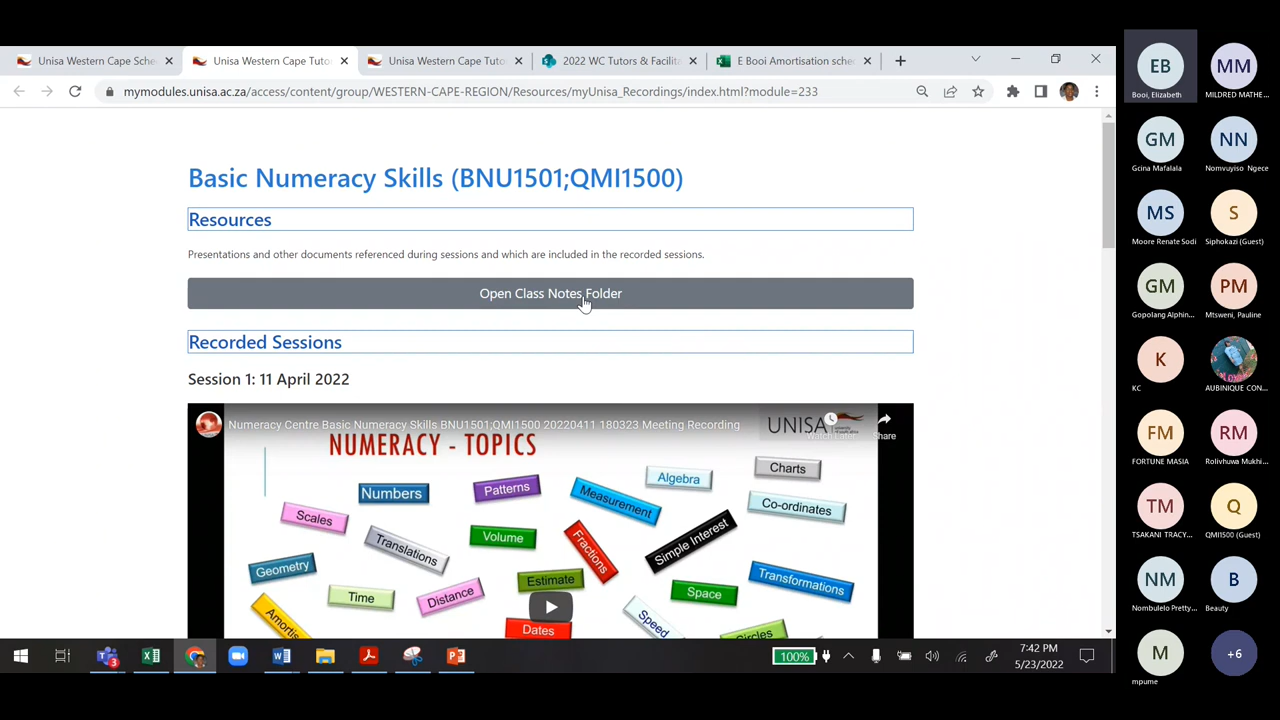 Unisa Western Cape Sche
Unisa Western Cape Tuto
Unisa Western Cape Tuto
2022 WC Tutors & Facilita
E Booi Amortisation sche
mymodules.unisa.ac.za/access/content/group/WESTERN-CAPE-REGION/Resources/myUnisa_Recordings/index.html?module=233
Basic Numeracy Skills (BNU1501;QMI1500)
Resources
Presentations and other documents referenced during sessions and which are included in the recorded sessions.
Open Class Notes Folder
Recorded Sessions
Session 1: 11 April 2022
Numeracy Centre Basic Numeracy Skills BNU1501;QMI1500 20220411 180323 Meeting Recording
UNISA
Watch Later
Share
NUMERACY - TOPICS
Charts
Algebra
Numbers
Patterns
Measurement
Co-ordinates
Scales
Translations
Volume
Fractions
Simple Interest
Geometry
Estimate
Transformations
Time
Distance
Space
Amortis
Speed
Dates
Circles
3
100%
7:42 PM
5/23/2022
EB
Booi, Elizabeth
MM
MILDRED MATHE...
GM
Gcina Mafalala
NN
Nomvuyiso Ngece
MS
Moore Renate Sodi
S
Siphokazi (Guest)
GM
Gopolang Alphin...
PM
Mtsweni, Pauline
K
KC
AUBINIQUE CON...
FM
FORTUNE MASIA
RM
Rolivhuwa Mukhi...
TM
TSAKANI TRACY...
Q
QMI1500 (Guest)
NM
Nombulelo Pretty...
B
Beauty
M
mpume
+6